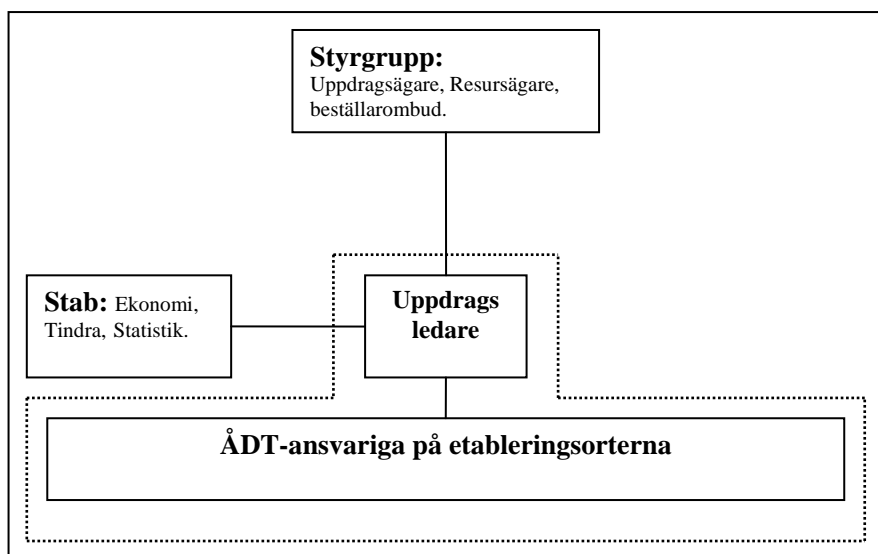 Styrgrupp:
Uppdragsägare, Resursägare,
beställarombud.
Stab: Ekonomi,
Tindra, Statistik.
Uppdrags
ledare
ÅDT-ansvariga på etableringsorterna